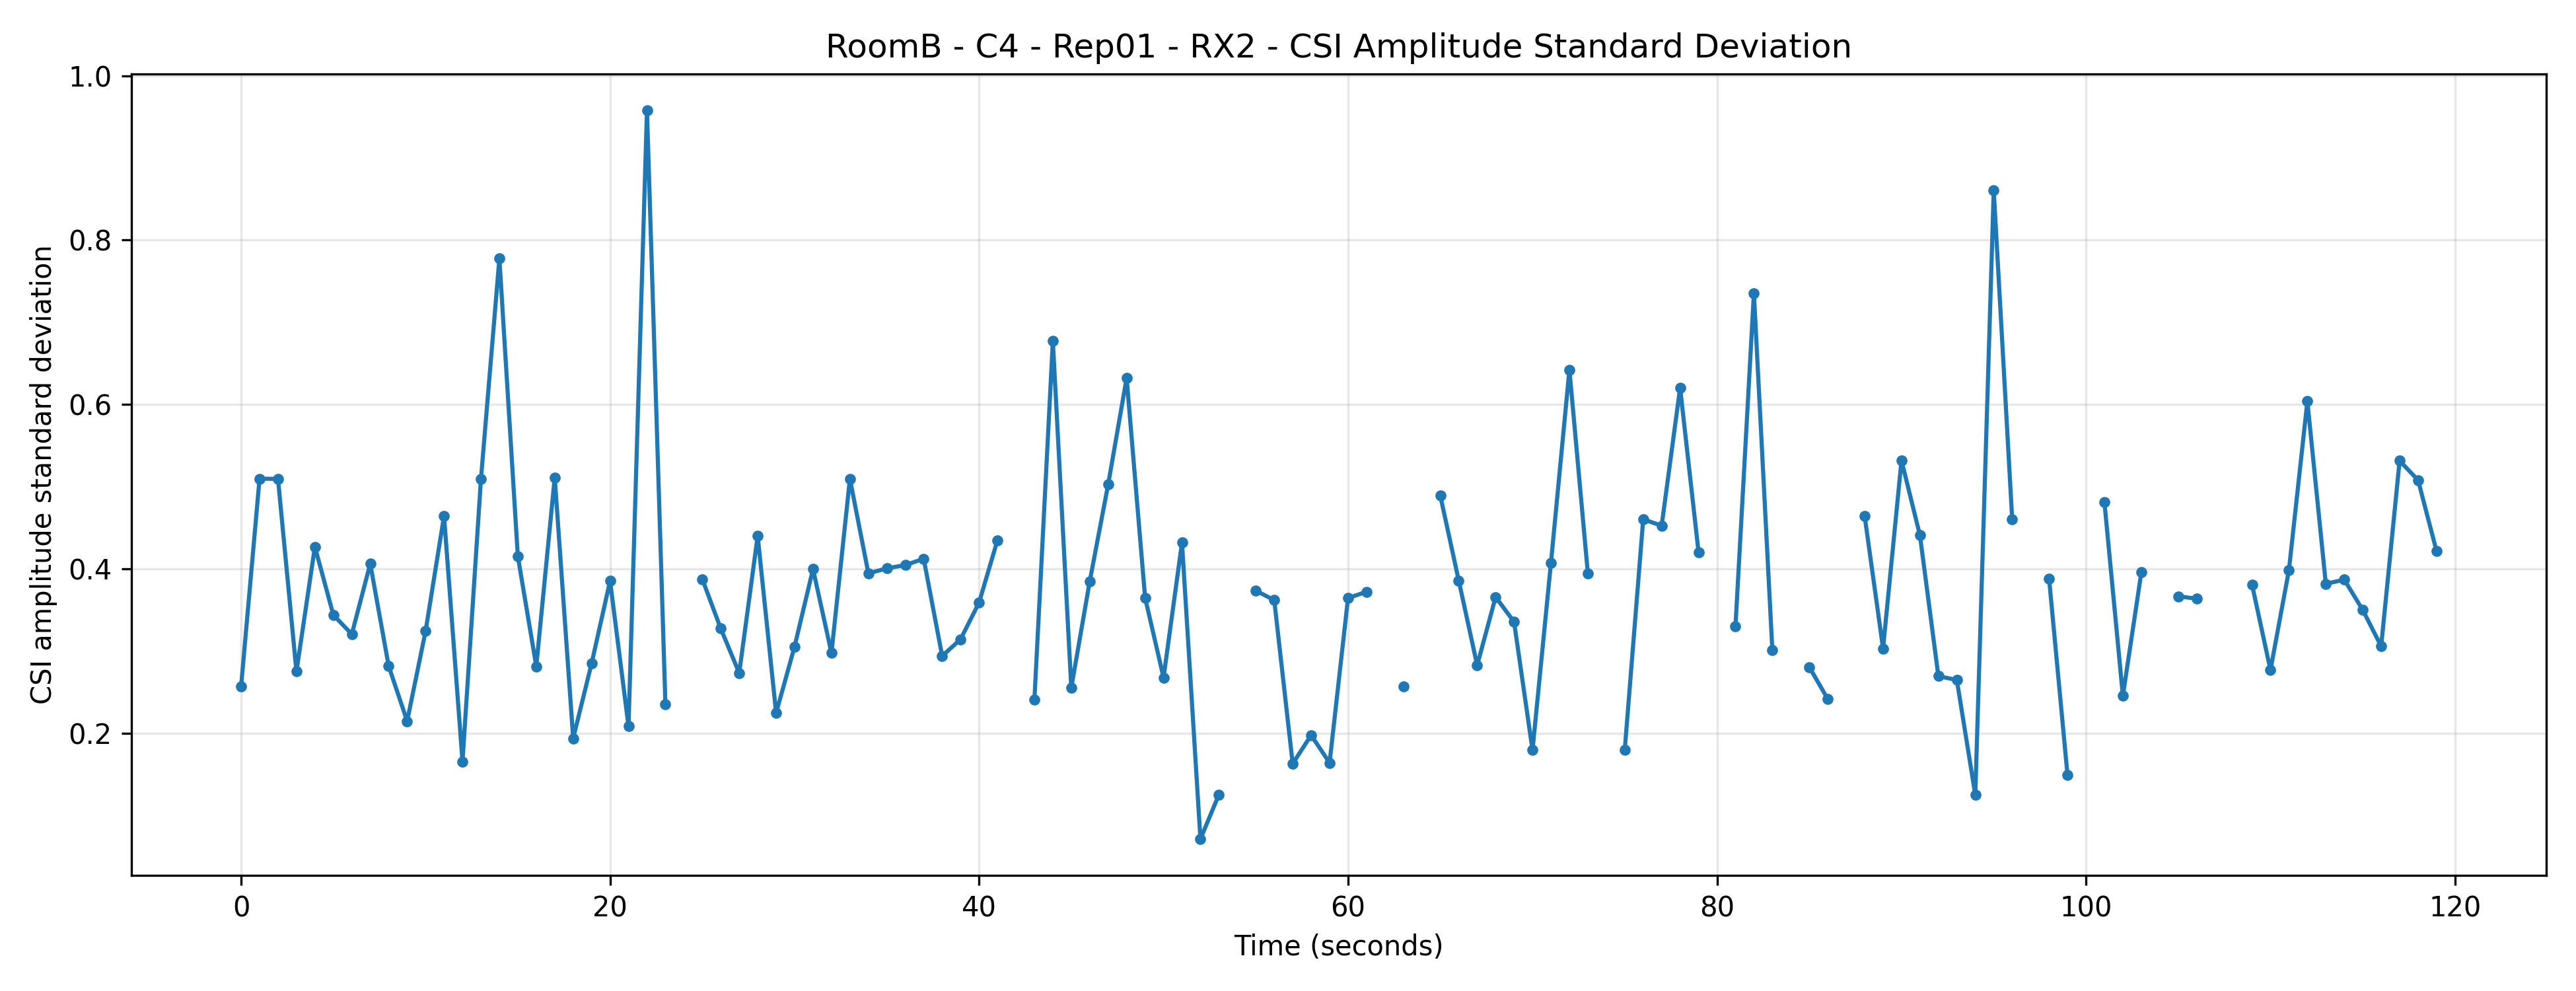 RoomB - C4 - Rep01 - RX2 - CSI Amplitude Standard Deviation
1.0
0.8
0.6
0.4
0.2
CSI amplitude standard deviation
0 20 40 60 80 100 120
Time (seconds)